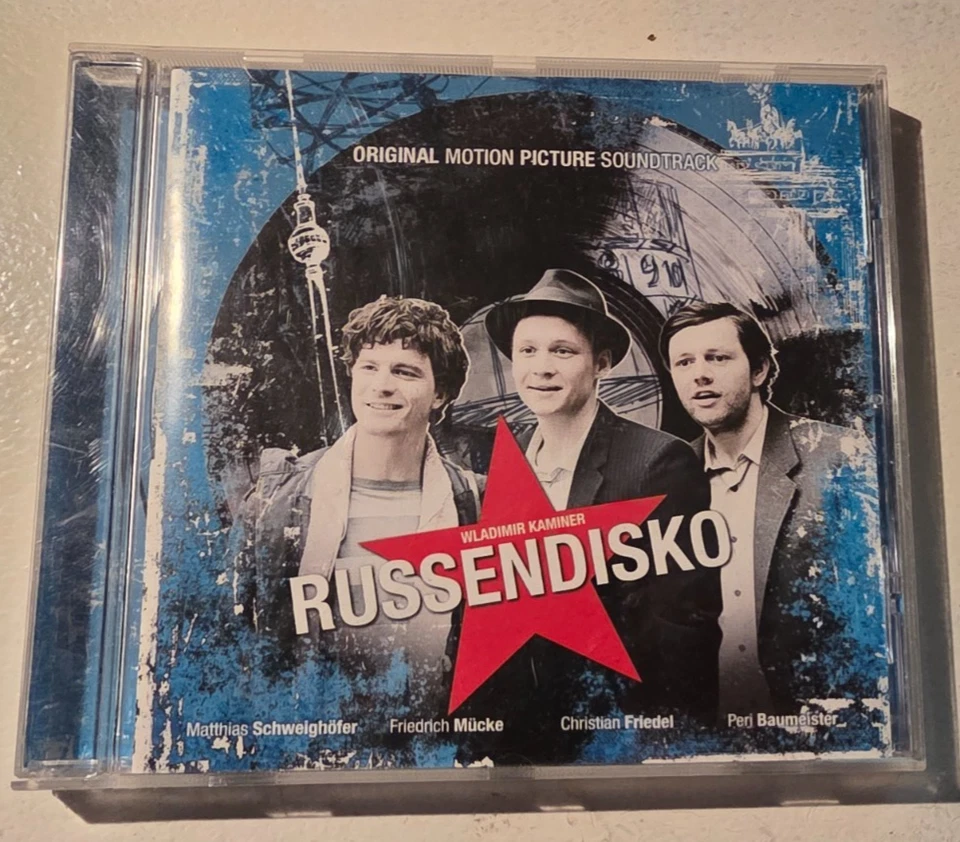 ORIGINAL MOTION PICTURE SOUNDTRACK
WLADIMIR KAMINER
RUSSENDISKO
Matthias Schweighöfer Friedrich Mücke Christian Friedel Peri Baumeister